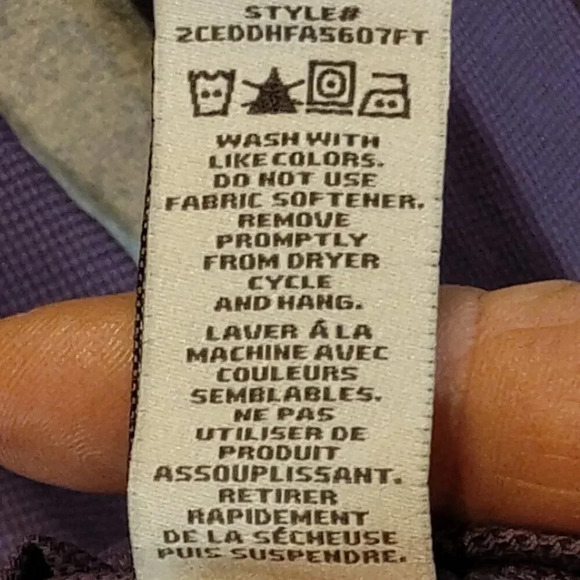 STYLE#
2CEDDHFA5607FT
WASH WITH
LIKE COLORS.
DO NOT USE
FABRIC SOFTENER.
REMOVE
PROMPTLY
FROM DRYER
CYCLE
AND HANG.
LAVER Á LA
MACHINE AVEC
COULEURS
SEMBLABLES.
NE PAS
UTILISER DE
PRODUIT
ASSOUPLISSANT.
RETIRER
RAPIDEMENT
DE LA SÉCHEUSE
PUIS SUSPENDRE.